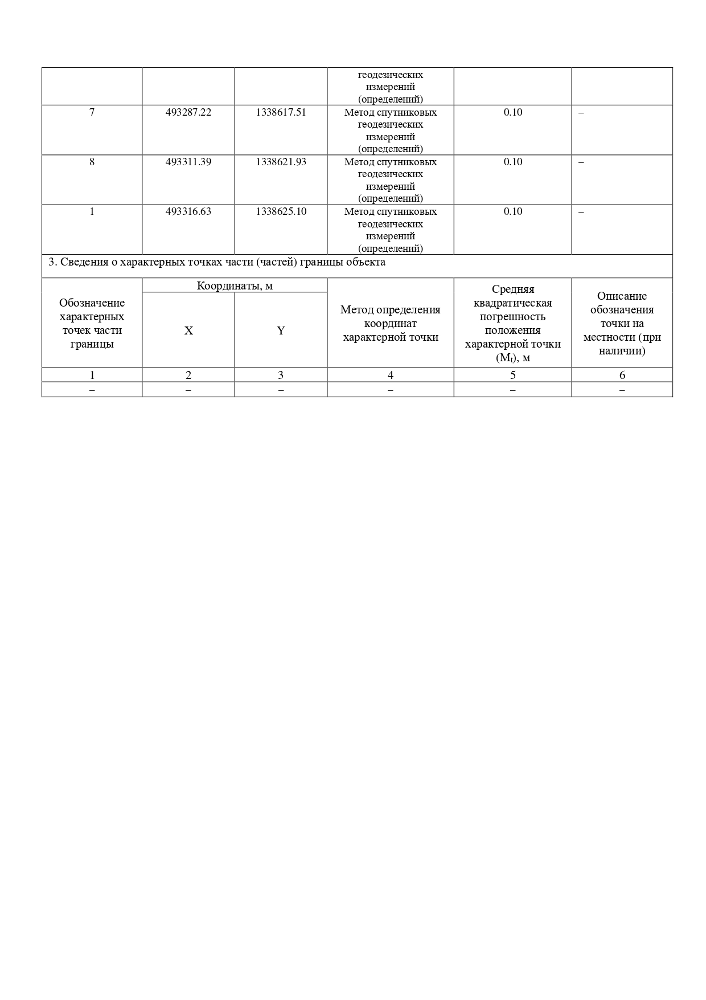 геодезических
измерений
(определений)
7 493287.22 1338617.51 Метод спутниковых 0.10 –
геодезических
измерений
(определений)
8 493311.39 1338621.93 Метод спутниковых 0.10 –
геодезических
измерений
(определений)
1 493316.63 1338625.10 Метод спутниковых 0.10 –
геодезических
измерений
(определений)
3. Сведения о характерных точках части (частей) границы объекта
Обозначение
характерных
точек части
границы
Координаты, м
X Y
Метод определения
координат
характерной точки
Средняя
квадратическая
погрешность
положения
характерной точки
(Mt), м
Описание
обозначения
точки на
местности (при
наличии)
1 2 3 4 5 6
– – – – – –